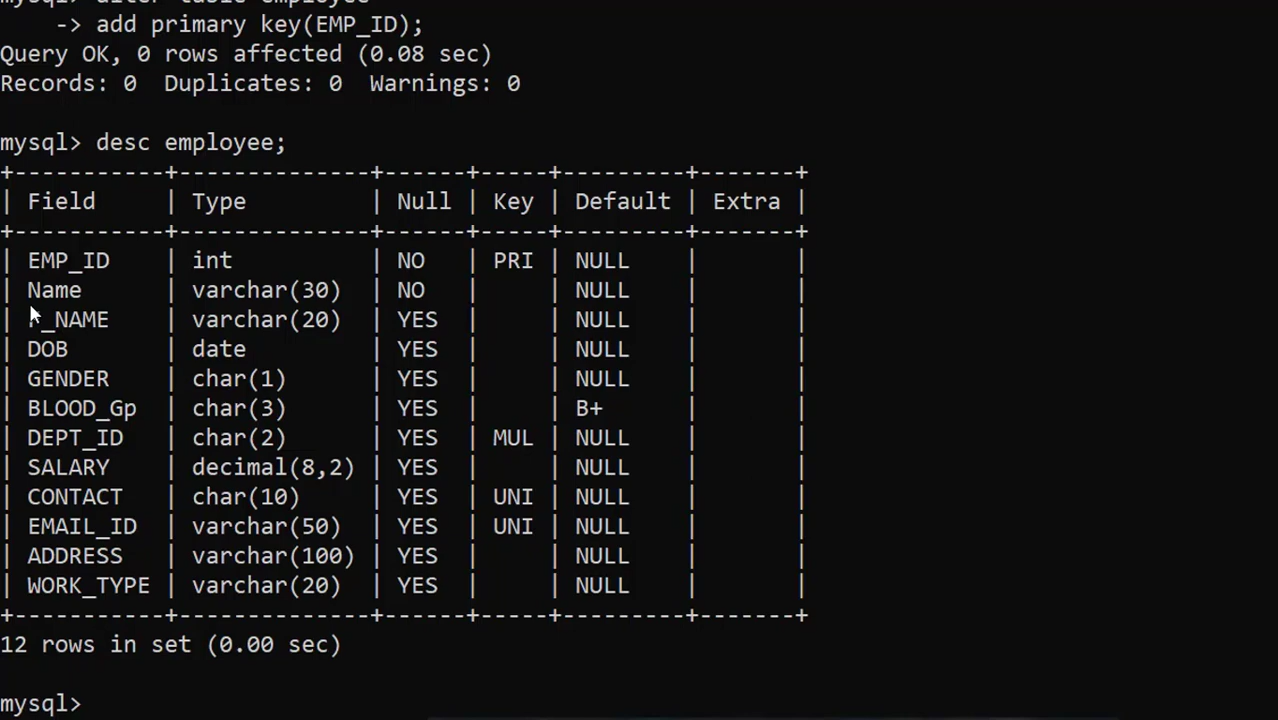 mysql> alter table employee
    -> add primary key(EMP_ID);
Query OK, 0 rows affected (0.08 sec)
Records: 0  Duplicates: 0  Warnings: 0
mysql> desc employee;
+-----------+--------------+------+-----+---------+-------+
| Field     | Type         | Null | Key | Default | Extra |
+-----------+--------------+------+-----+---------+-------+
| EMP_ID    | int          | NO   | PRI | NULL    |       |
| Name      | varchar(30)  | NO   |     | NULL    |       |
| _NAME    | varchar(20)  | YES  |     | NULL    |       |
| DOB       | date         | YES  |     | NULL    |       |
| GENDER    | char(1)      | YES  |     | NULL    |       |
| BLOOD_Gp  | char(3)      | YES  |     | B+      |       |
| DEPT_ID   | char(2)      | YES  | MUL | NULL    |       |
| SALARY    | decimal(8,2) | YES  |     | NULL    |       |
| CONTACT   | char(10)     | YES  | UNI | NULL    |       |
| EMAIL_ID  | varchar(50)  | YES  | UNI | NULL    |       |
| ADDRESS   | varchar(100) | YES  |     | NULL    |       |
| WORK_TYPE | varchar(20)  | YES  |     | NULL    |       |
+-----------+--------------+------+-----+---------+-------+
12 rows in set (0.00 sec)
mysql>